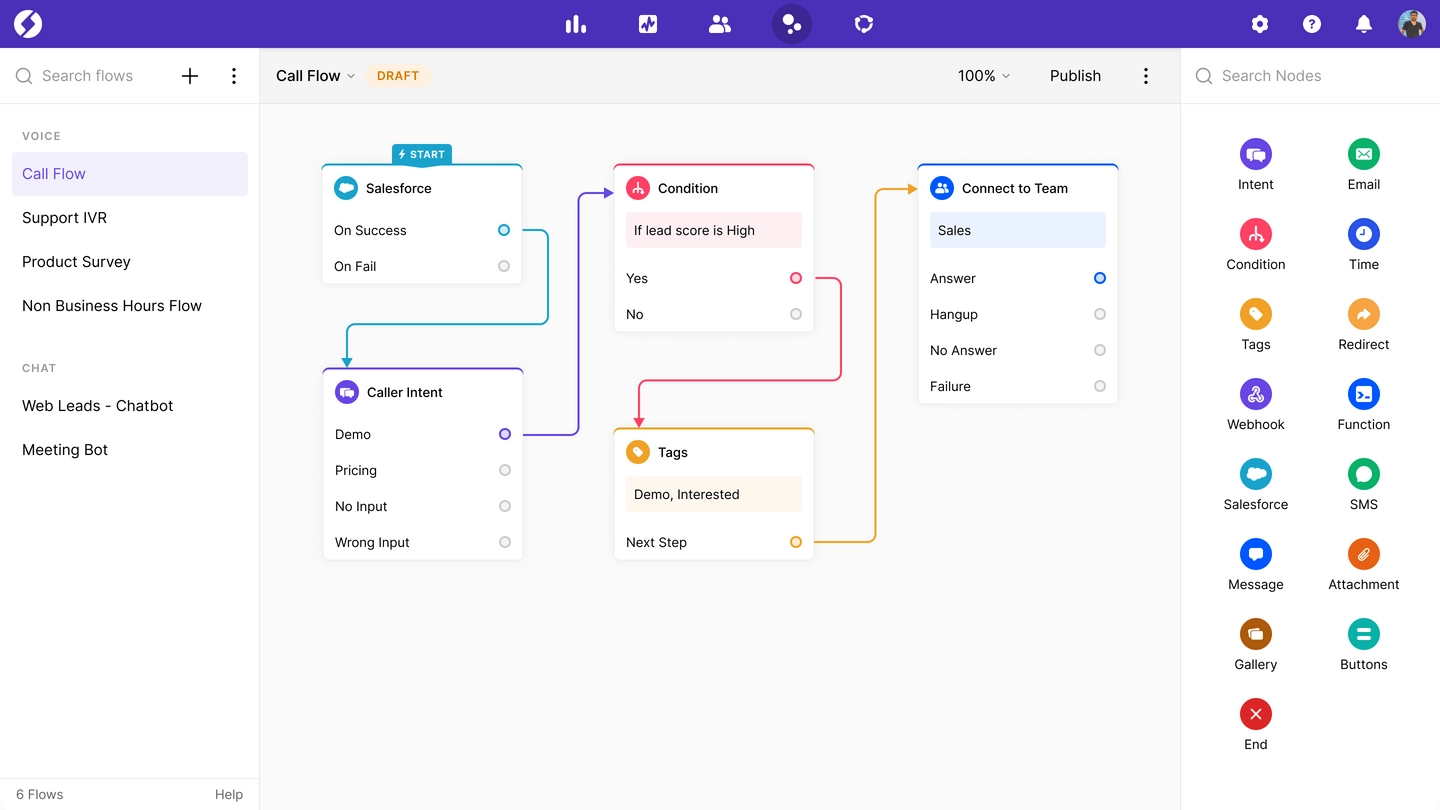 Search flows
Call Flow
DRAFT
100%
Publish
Search Nodes
VOICE
Call Flow
Support IVR
Product Survey
Non Business Hours Flow
CHAT
Web Leads - Chatbot
Meeting Bot
6 Flows
Help
START
Salesforce
On Success
On Fail
Caller Intent
Demo
Pricing
No Input
Wrong Input
Condition
If lead score is High
Yes
No
Tags
Demo, Interested
Next Step
Connect to Team
Sales
Answer
Hangup
No Answer
Failure
Intent
Email
Condition
Time
Tags
Redirect
Webhook
Function
Salesforce
SMS
Message
Attachment
Gallery
Buttons
End